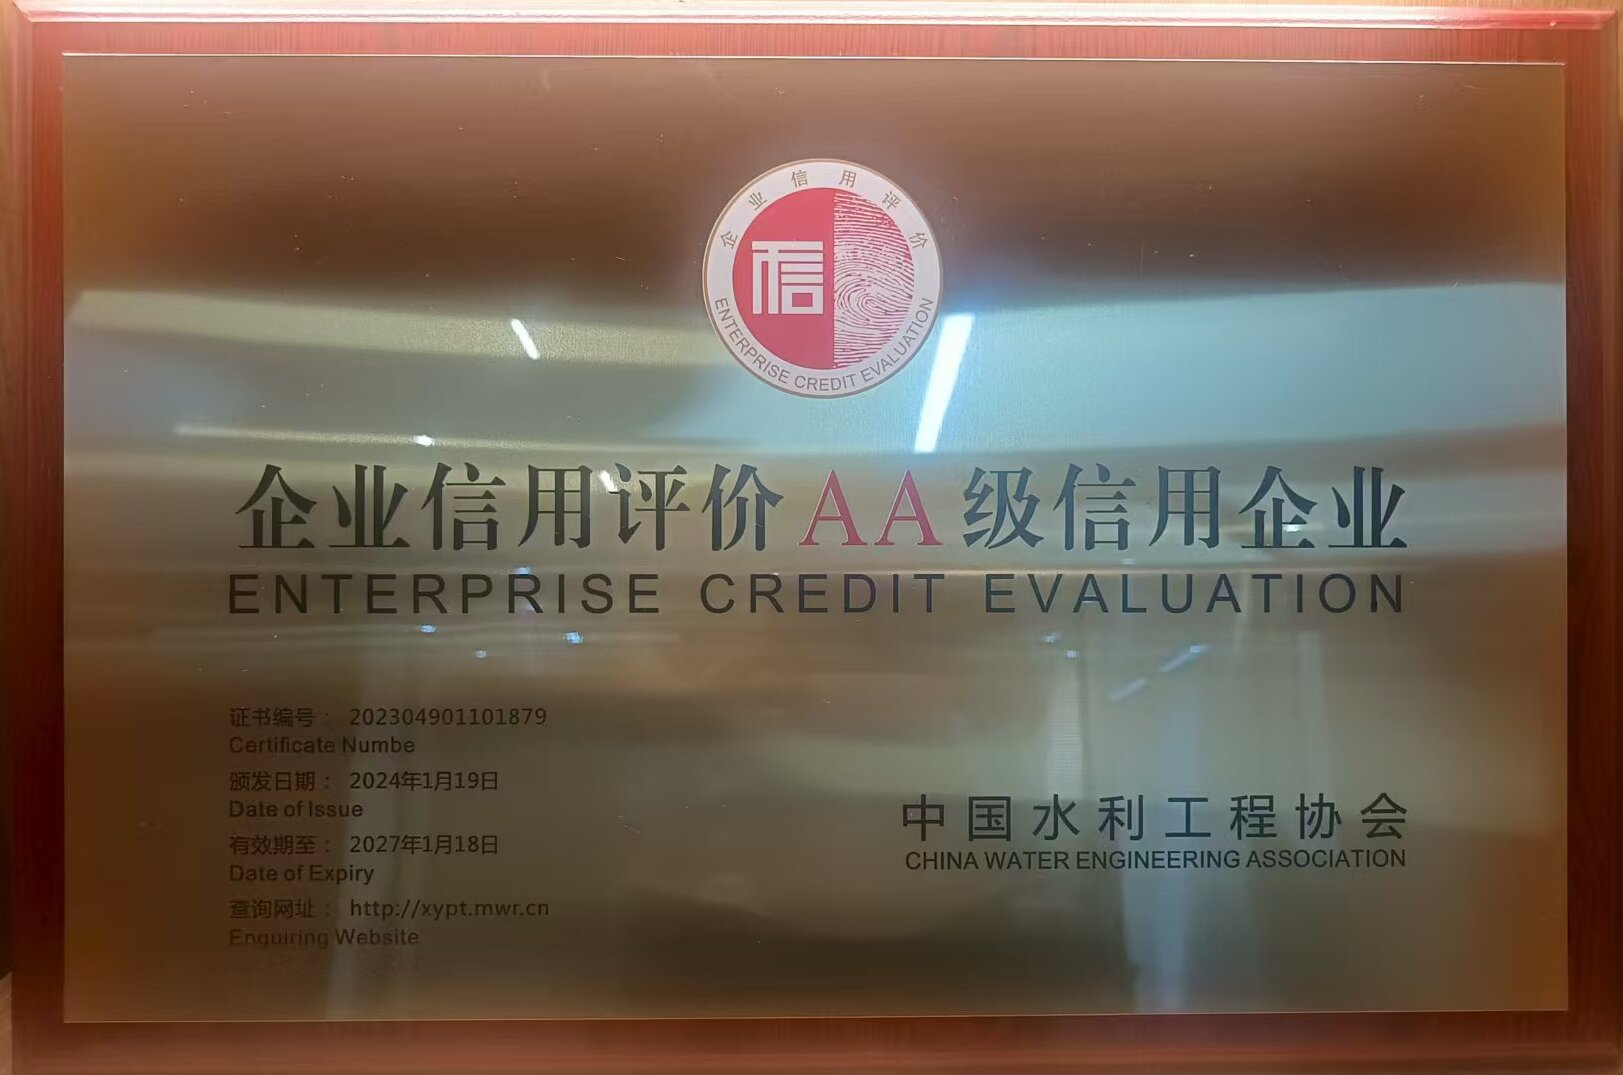 企业信用评价
信
ENTERPRISE CREDIT EVALUATION
企业信用评价AA级信用企业
ENTERPRISE CREDIT EVALUATION
证书编号： 202304901101879
Certificate Numbe
颁发日期： 2024年1月19日
Date of Issue
有效期至： 2027年1月18日
Date of Expiry
查询网址： http://xypt.mwr.cn
Enquiring Website
中国水利工程协会
CHINA WATER ENGINEERING ASSOCIATION